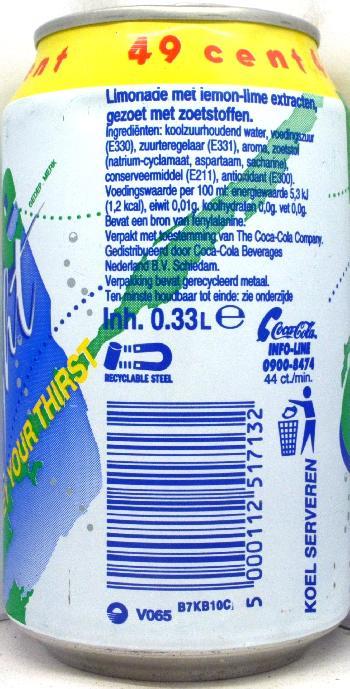 nt 49 cent
Limonade met lemon-lime extracten,
gezoet met zoetstoffen.
Ingrediënten: koolzuurhoudend water, voedingszuur
(E330), zuurteregelaar (E331), aroma, zoetstof
(natrium-cyclamaat, aspartaam, sacharine),
conserveermiddel (E211), antioxidant (E300).
Voedingswaarde per 100 ml: energiewaarde 5,3 kJ
(1,2 kcal), eiwit 0,01g, koolhydraten 0,0g, vet 0,0g.
Bevat een bron van fenylalanine.
Verpakt met toestemming van The Coca-Cola Company.
Gedistribueerd door Coca-Cola Beverages
Nederland B.V. Schiedam.
Verpakking bevat gerecycleerd metaal.
Ten minste houdbaar tot einde: zie onderzijde
Inh. 0.33L e
GEDEP. MERK
Coca-Cola.
INFO-LINE
0900-8474
44 ct./min.
RECYCLABLE STEEL
YOUR THIRST
5 000112 517132
KOEL SERVEREN
V065 B7KB10C